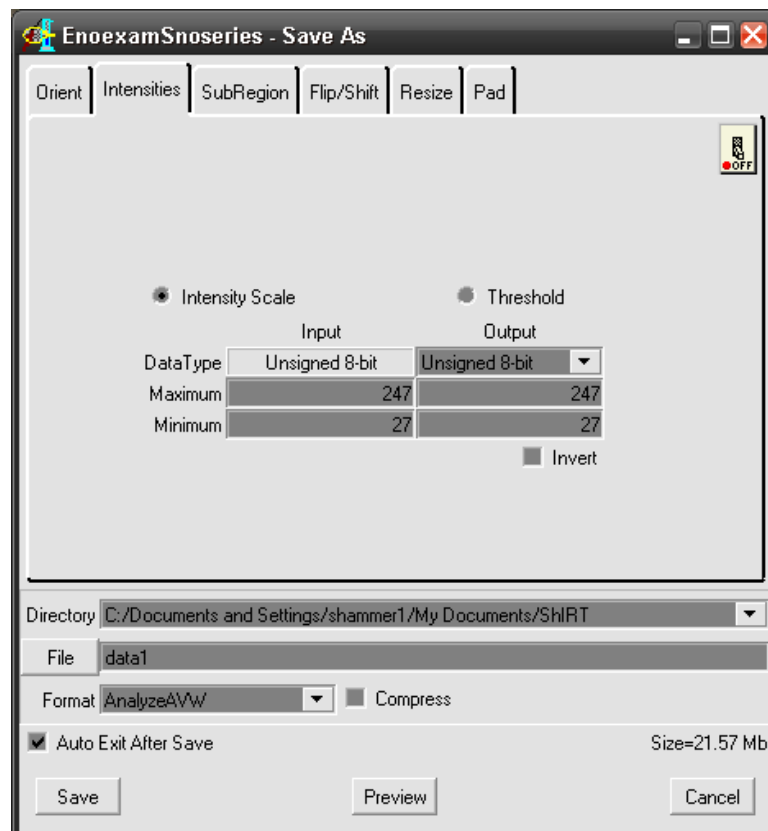 EnoexamSnoseries - Save As
Orient Intensities SubRegion Flip/Shift Resize Pad
OFF
Intensity Scale Threshold
Input Output
DataType Unsigned 8-bit Unsigned 8-bit
Maximum 247 247
Minimum 27 27
Invert
Directory C:/Documents and Settings/shammer1/My Documents/ShIRT
File data1
Format AnalyzeAVW Compress
Auto Exit After Save Size=21.57 Mb
Save Preview Cancel